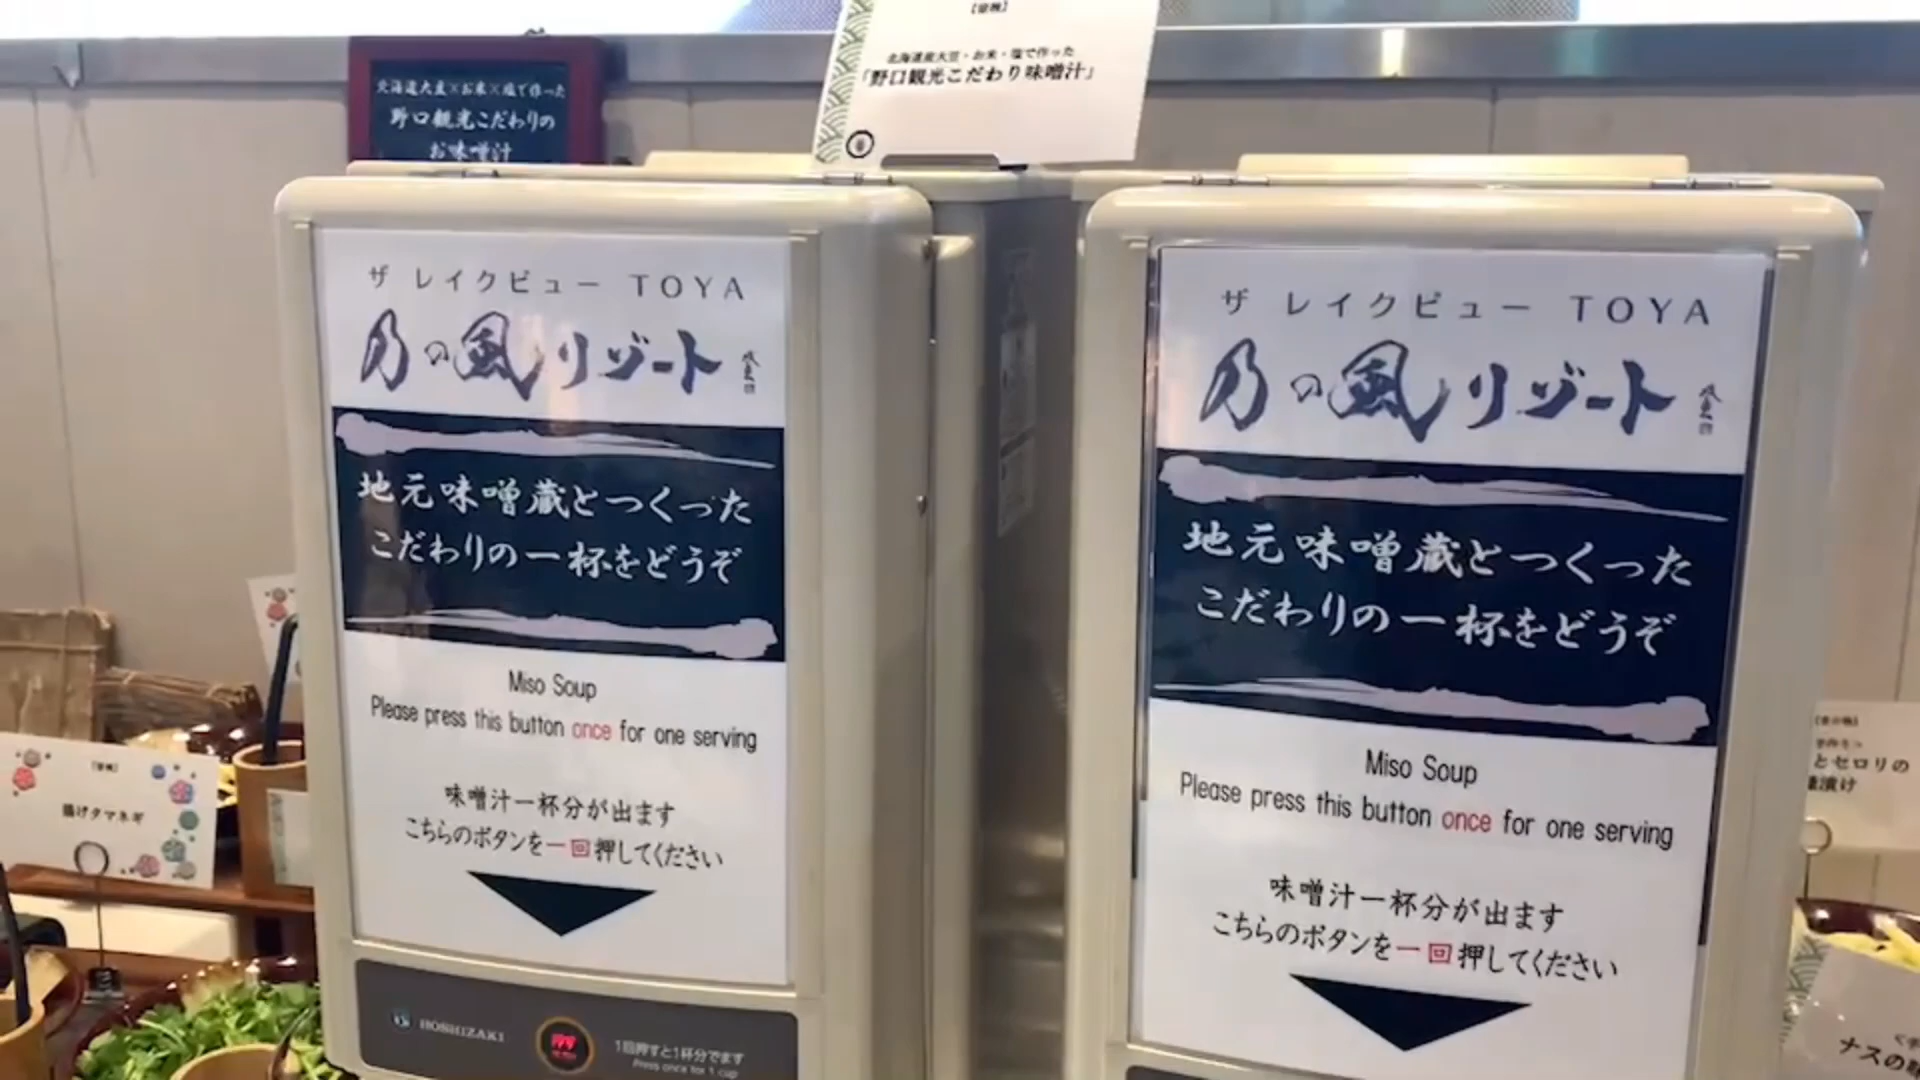 北海道大豆×お米×塩で作った
野口観光こだわりの
お味噌汁
北海道産大豆・お米・塩で作った
「野口観光こだわり味噌汁」
ザ レイクビュー TOYA
乃の風リゾート
地元味噌蔵とつくった
こだわりの一杯をどうぞ
Miso Soup
Please press this button once for one serving
味噌汁一杯分が出ます
こちらのボタンを一回押してください
HOSHIZAKI
1回押すと1杯分でます
Press once for 1 cup
ザ レイクビュー TOYA
乃の風リゾート
地元味噌蔵とつくった
こだわりの一杯をどうぞ
Miso Soup
Please press this button once for one serving
味噌汁一杯分が出ます
こちらのボタンを一回押してください
揚げタマネギ
とセロリの
漬け
ナスの